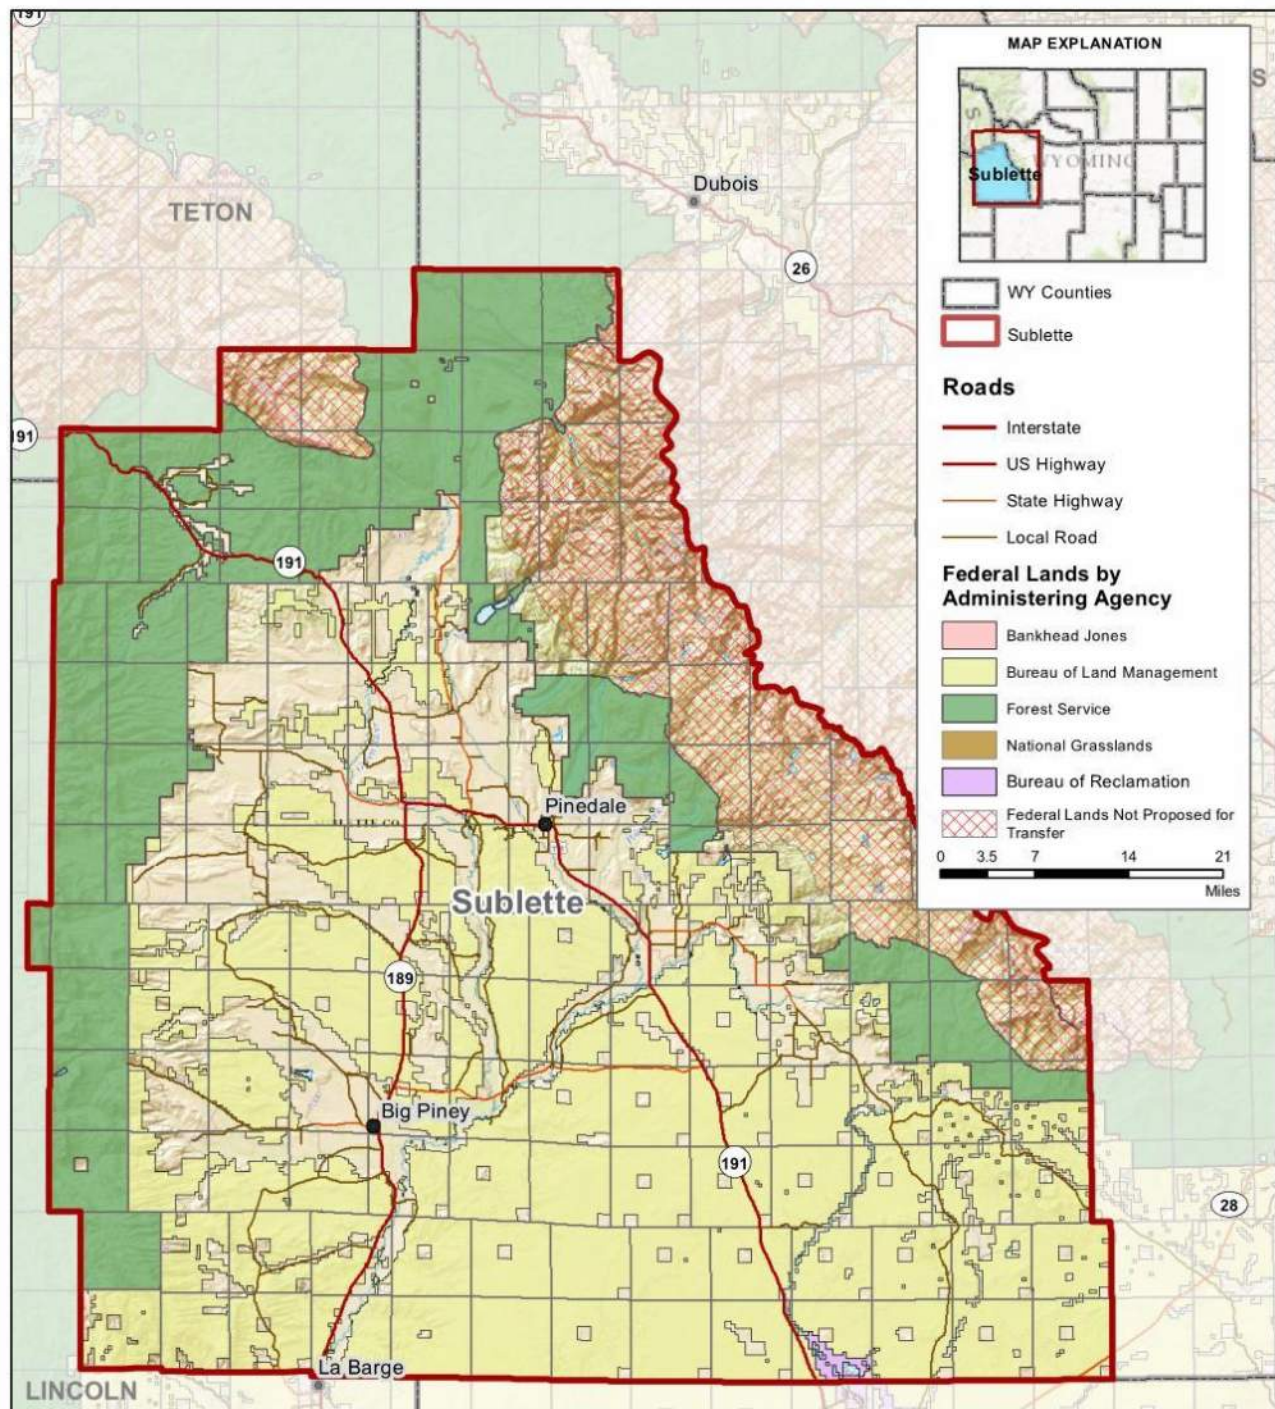 191
TETON
Dubois
26
191
191
Pinedale
Sublette
189
Big Piney
191
28
La Barge
LINCOLN
MAP EXPLANATION
WYOMING
Sublette
WY Counties
Sublette
Roads
Interstate
US Highway
State Highway
Local Road
Federal Lands by
Administering Agency
Bankhead Jones
Bureau of Land Management
Forest Service
National Grasslands
Bureau of Reclamation
Federal Lands Not Proposed for
Transfer
0 3.5 7 14 21
Miles